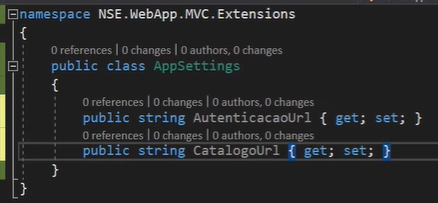 namespace NSE.WebApp.MVC.Extensions
{
0 references | 0 changes | 0 authors, 0 changes
public class AppSettings
{
0 references | 0 changes | 0 authors, 0 changes
public string AutenticacaoUrl { get; set; }
0 references | 0 changes | 0 authors, 0 changes
public string CatalogoUrl { get; set; }
}
}